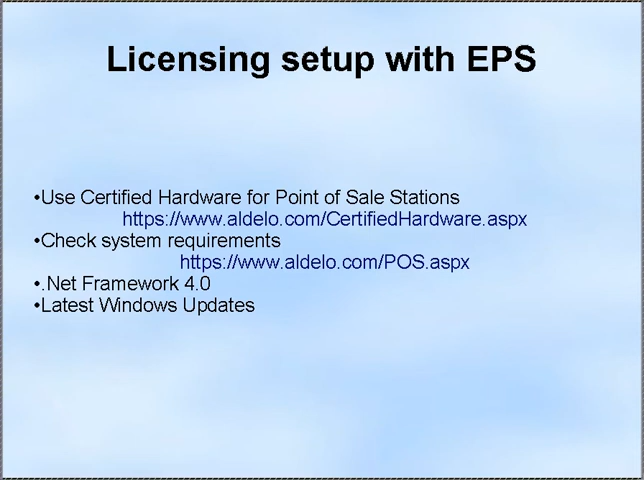 Licensing setup with EPS
•Use Certified Hardware for Point of Sale Stations
https://www.aldelo.com/CertifiedHardware.aspx
•Check system requirements
https://www.aldelo.com/POS.aspx
•.Net Framework 4.0
•Latest Windows Updates